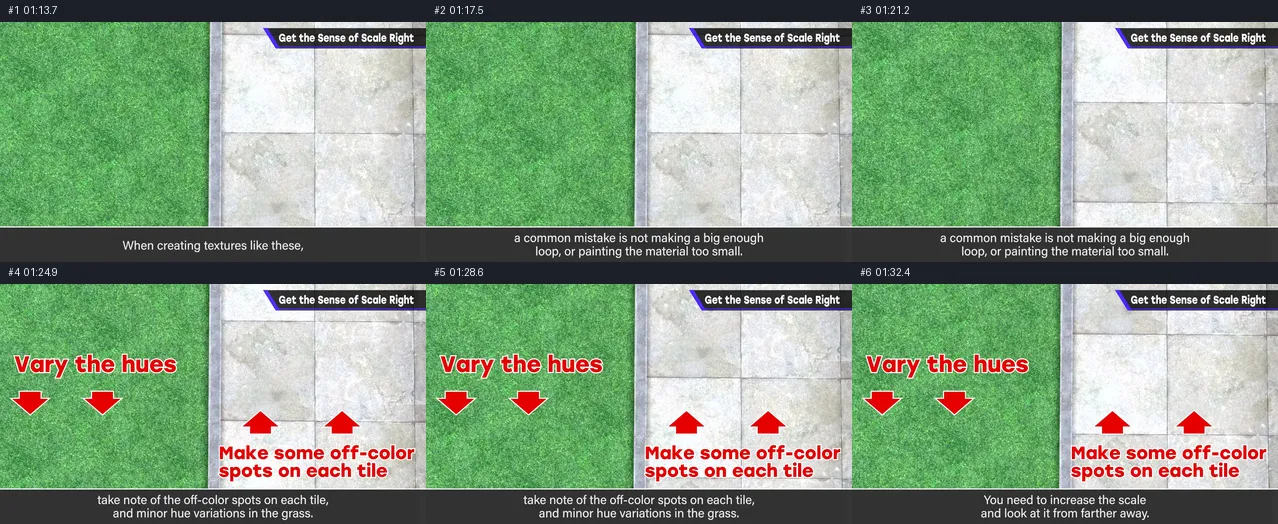 #1 01:13.7
Get the Sense of Scale Right
When creating textures like these,
#2 01:17.5
Get the Sense of Scale Right
a common mistake is not making a big enough
loop, or painting the material too small.
#3 01:21.2
Get the Sense of Scale Right
a common mistake is not making a big enough
loop, or painting the material too small.
#4 01:24.9
Get the Sense of Scale Right
Vary the hues
Make some off-color
spots on each tile
take note of the off-color spots on each tile,
and minor hue variations in the grass.
#5 01:28.6
Get the Sense of Scale Right
Vary the hues
Make some off-color
spots on each tile
take note of the off-color spots on each tile,
and minor hue variations in the grass.
#6 01:32.4
Get the Sense of Scale Right
Vary the hues
Make some off-color
spots on each tile
You need to increase the scale
and look at it from farther away.